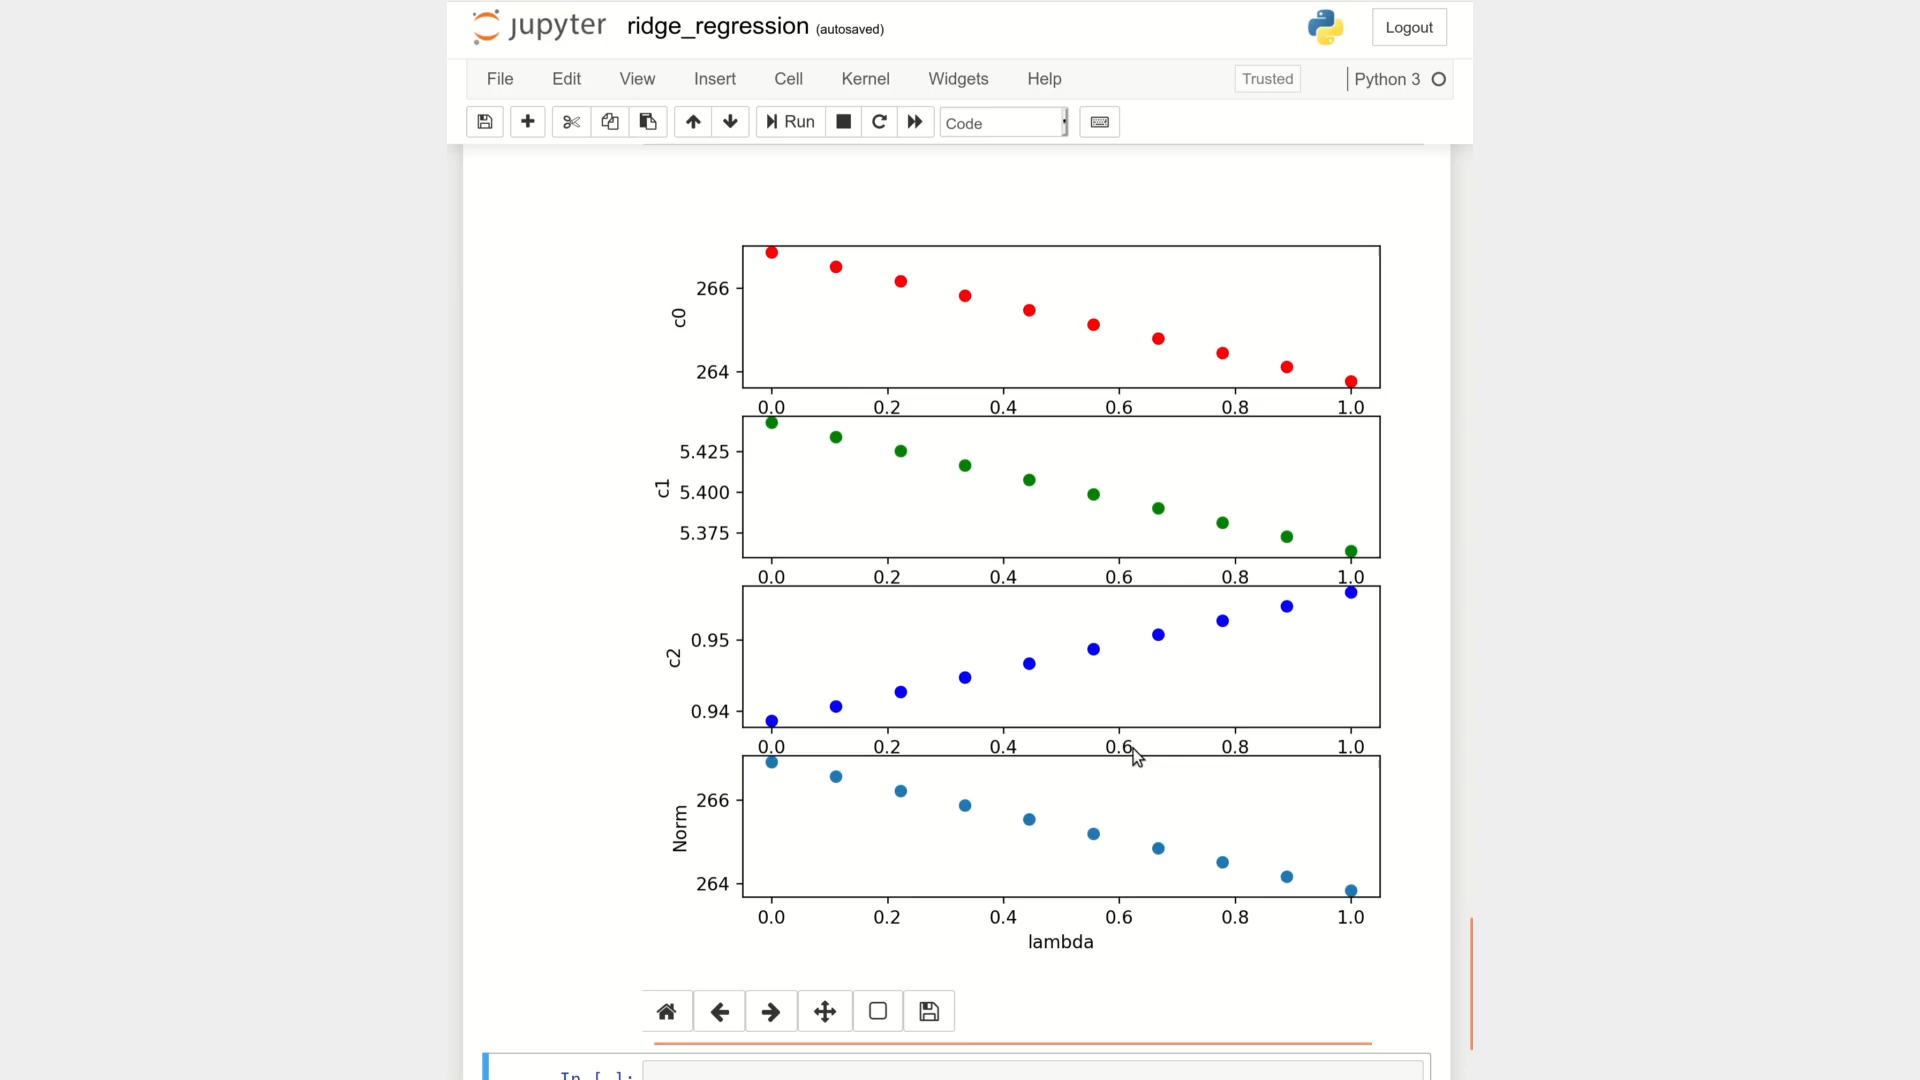 jupyter ridge_regression (autosaved) Logout
File Edit View Insert Cell Kernel Widgets Help Trusted Python 3
Run Code
266
c0
264
0.0 0.2 0.4 0.6 0.8 1.0
5.425
c1 5.400
5.375
0.0 0.2 0.4 0.6 0.8 1.0
0.95
c2
0.94
0.0 0.2 0.4 0.6 0.8 1.0
266
Norm
264
0.0 0.2 0.4 0.6 0.8 1.0
lambda
In [ ]: